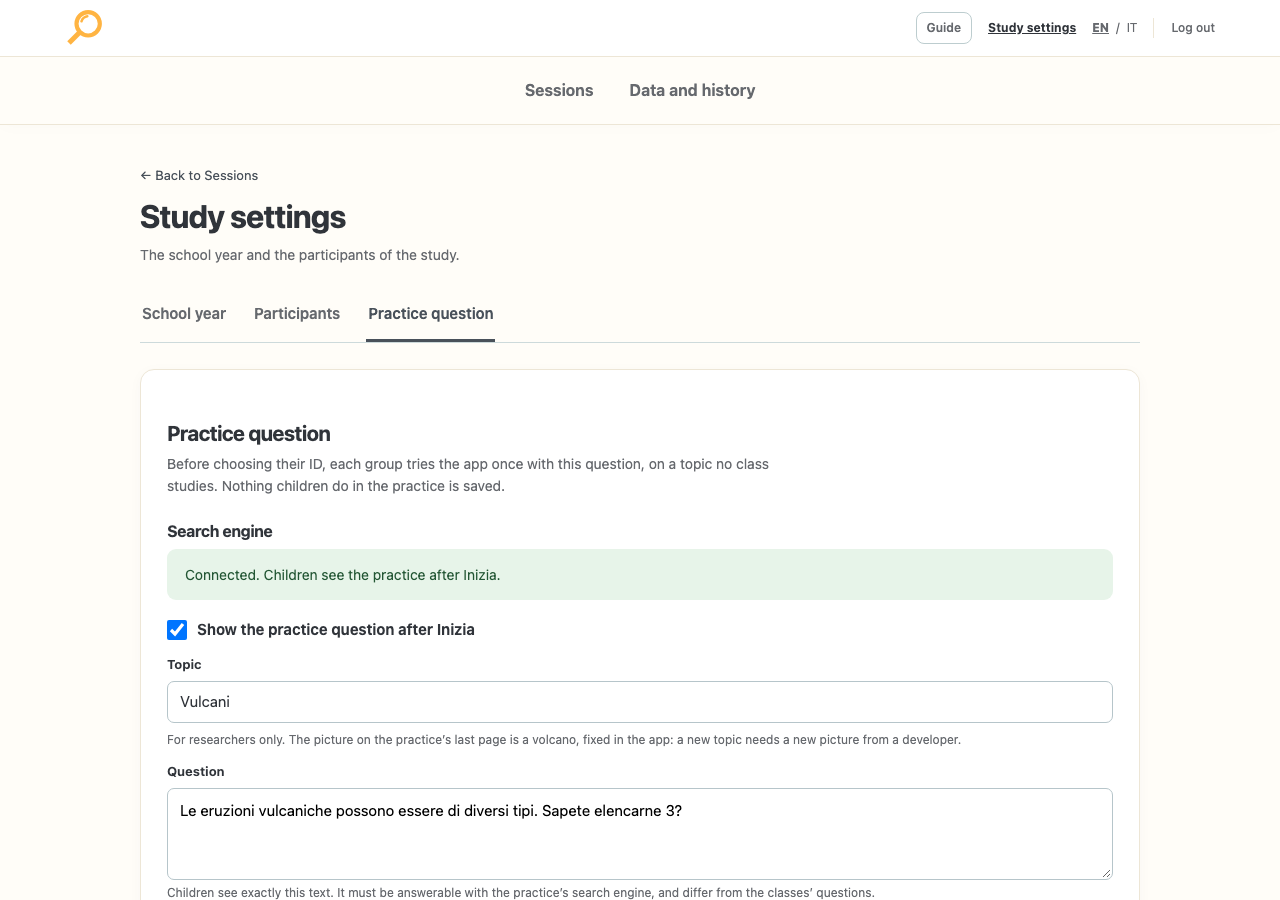 Guide
Study settings
EN / IT
Log out
Sessions
Data and history
← Back to Sessions
Study settings
The school year and the participants of the study.
School year
Participants
Practice question
Practice question
Before choosing their ID, each group tries the app once with this question, on a topic no class
studies. Nothing children do in the practice is saved.
Search engine
Connected. Children see the practice after Inizia.
Show the practice question after Inizia
Topic
Vulcani
For researchers only. The picture on the practice’s last page is a volcano, fixed in the app: a new topic needs a new picture from a developer.
Question
Le eruzioni vulcaniche possono essere di diversi tipi. Sapete elencarne 3?
Children see exactly this text. It must be answerable with the practice’s search engine, and differ from the classes’ questions.